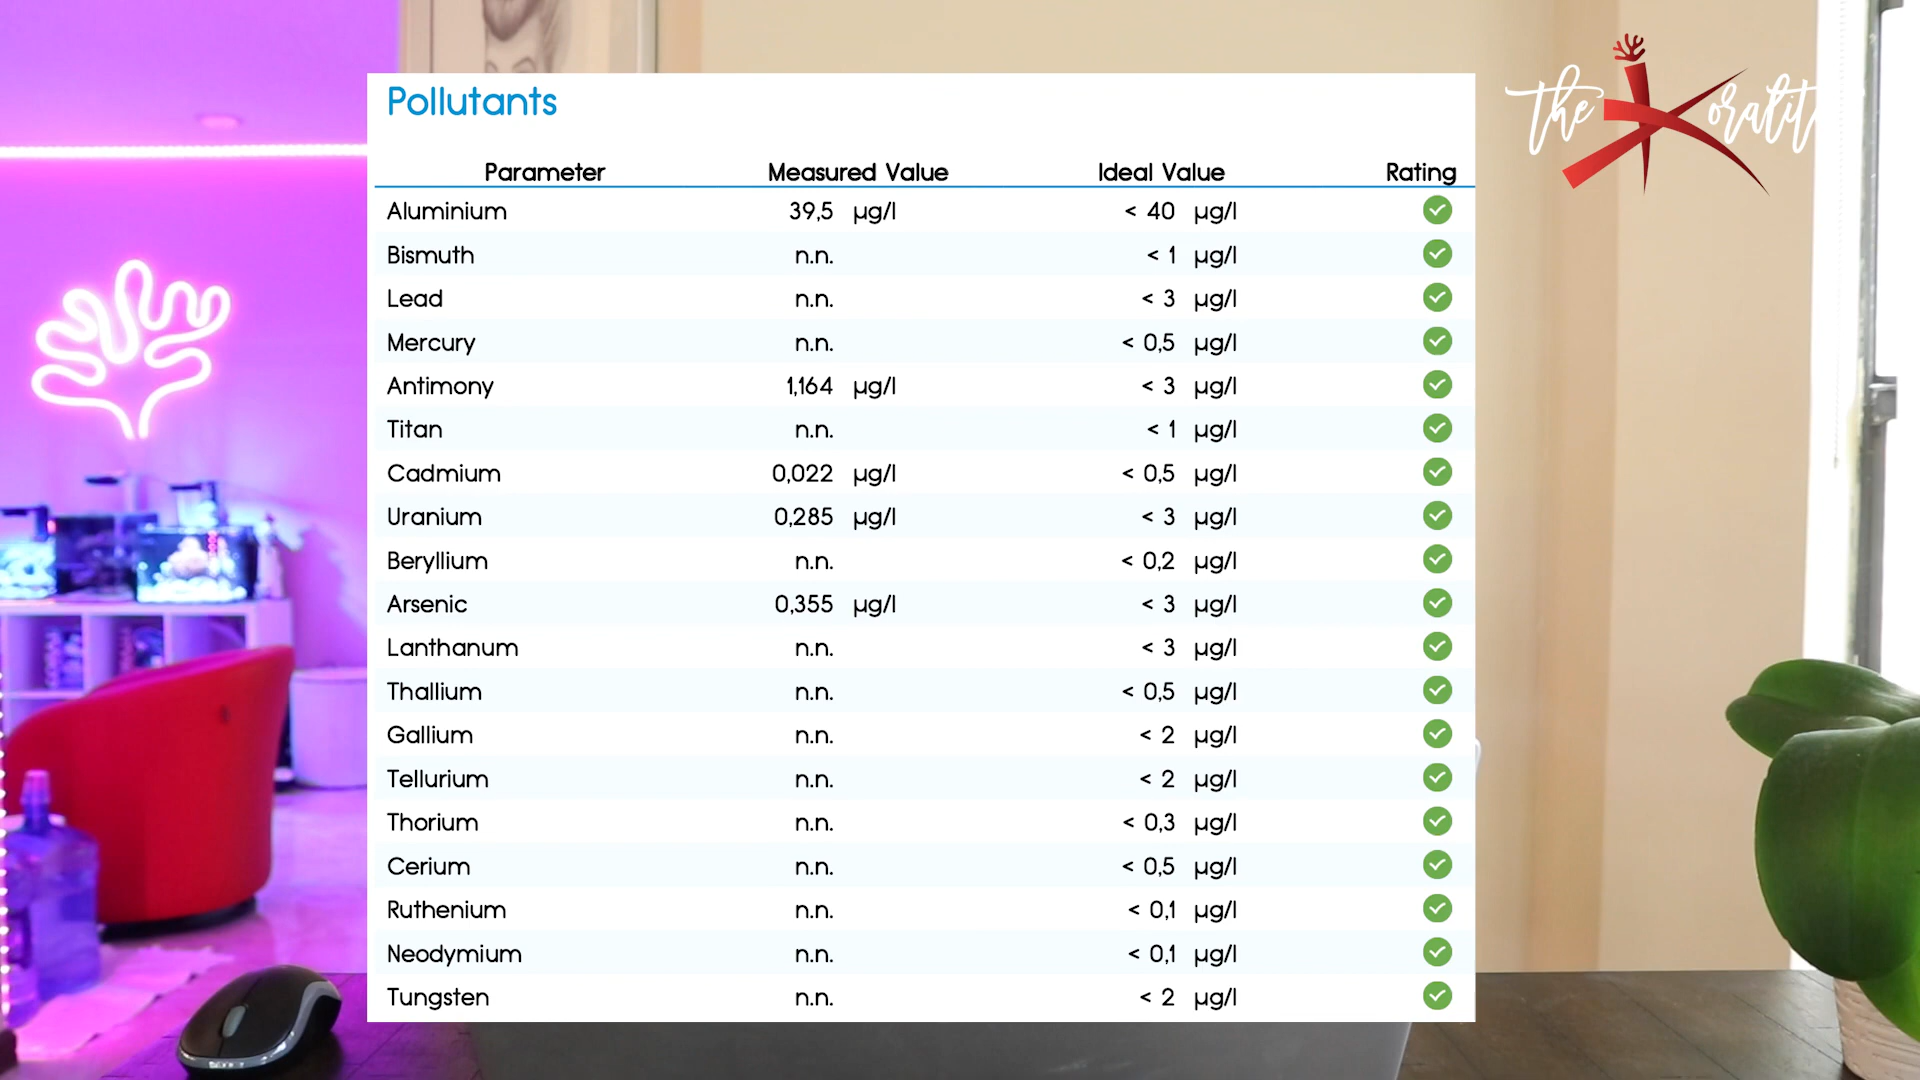 Pollutants
Parameter Measured Value Ideal Value Rating
Aluminium 39,5 µg/l < 40 µg/l
Bismuth n.n. < 1 µg/l
Lead n.n. < 3 µg/l
Mercury n.n. < 0,5 µg/l
Antimony 1,164 µg/l < 3 µg/l
Titan n.n. < 1 µg/l
Cadmium 0,022 µg/l < 0,5 µg/l
Uranium 0,285 µg/l < 3 µg/l
Beryllium n.n. < 0,2 µg/l
Arsenic 0,355 µg/l < 3 µg/l
Lanthanum n.n. < 3 µg/l
Thallium n.n. < 0,5 µg/l
Gallium n.n. < 2 µg/l
Tellurium n.n. < 2 µg/l
Thorium n.n. < 0,3 µg/l
Cerium n.n. < 0,5 µg/l
Ruthenium n.n. < 0,1 µg/l
Neodymium n.n. < 0,1 µg/l
Tungsten n.n. < 2 µg/l
the